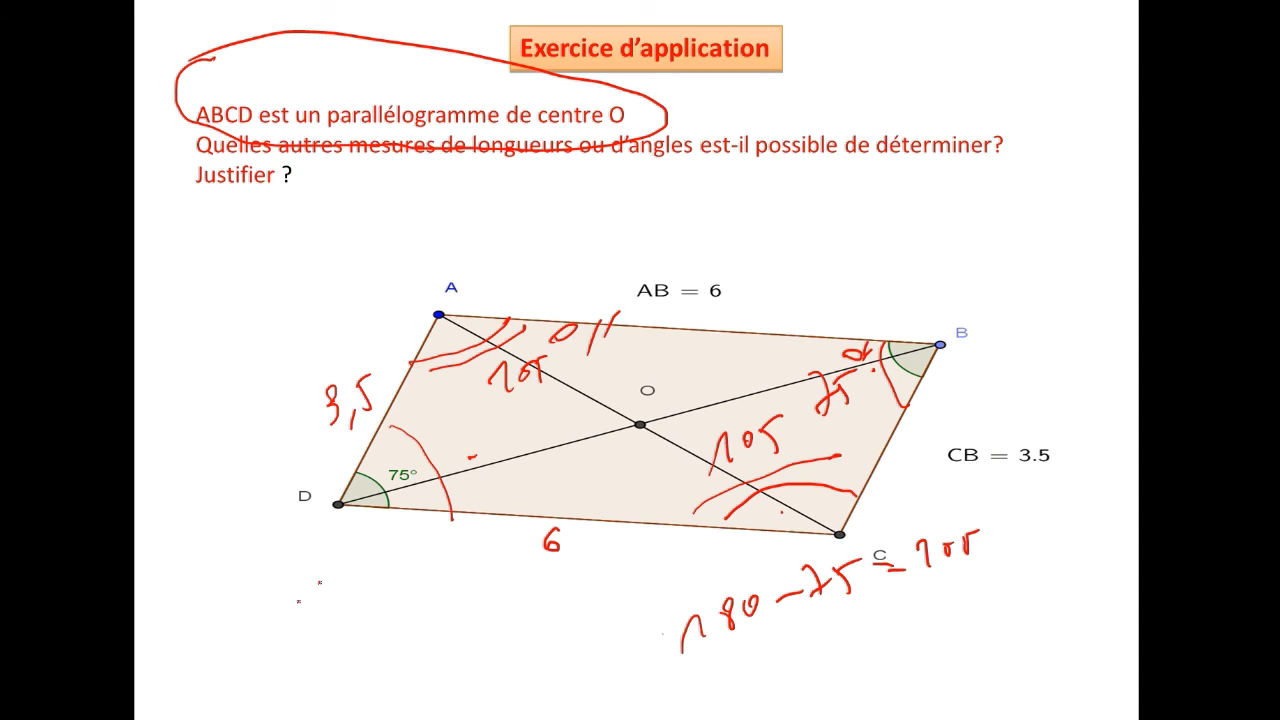 Exercice d'application
ABCD est un parallélogramme de centre O
Quelles autres mesures de longueurs ou d'angles est-il possible de déterminer?
Justifier ?
A
AB = 6
B
105
75°
3,5
O
105
CB = 3.5
75°
D
6
C
180 - 75 = 105